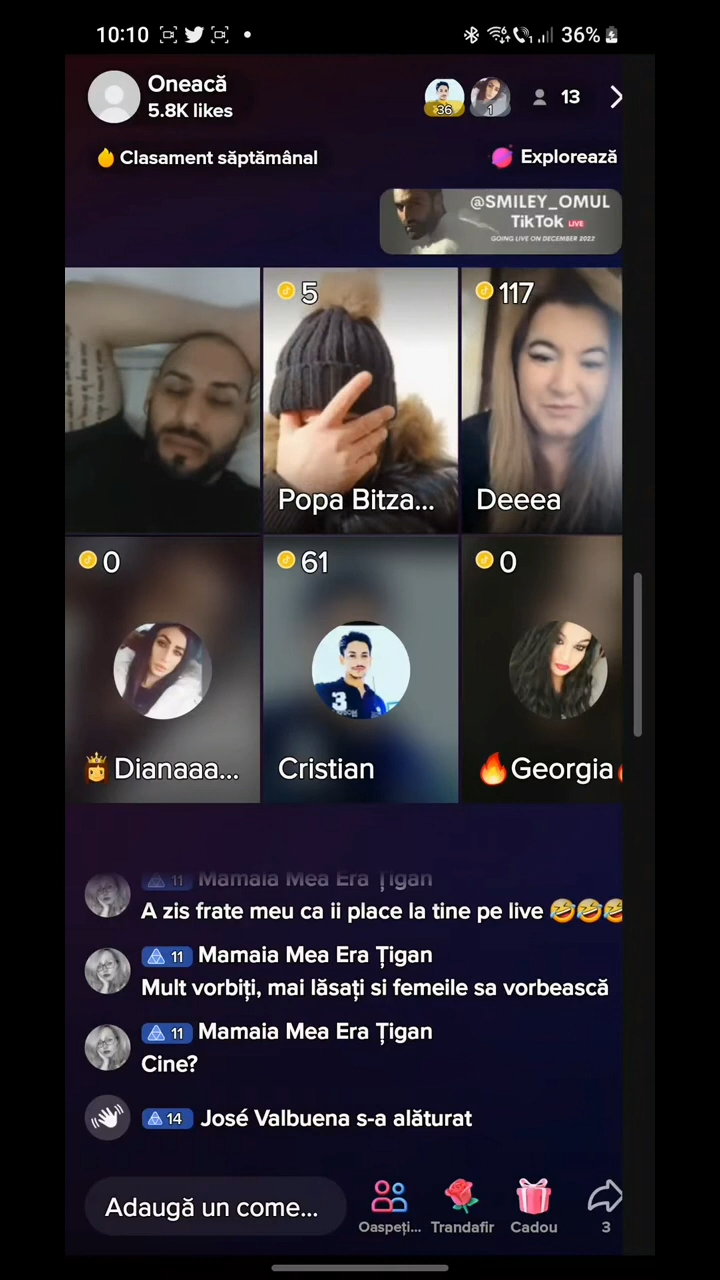 10:10
36%
Oneacă
5.8K likes
36
1
13
Clasament săptămânal
Explorează
@SMILEY_OMUL
TikTok LIVE
GOING LIVE ON DECEMBER 2022
5
117
Popa Bitza...
Deeea
0
61
0
3
Dianaaa...
Cristian
Georgia
11 Mamaia Mea Era Țigan
A zis frate meu ca ii place la tine pe live 🤣🤣🤣
11 Mamaia Mea Era Țigan
Mult vorbiți, mai lăsați si femeile sa vorbească
11 Mamaia Mea Era Țigan
Cine?
14 José Valbuena s-a alăturat
Adaugă un come...
Oaspeți...
Trandafir
Cadou
3